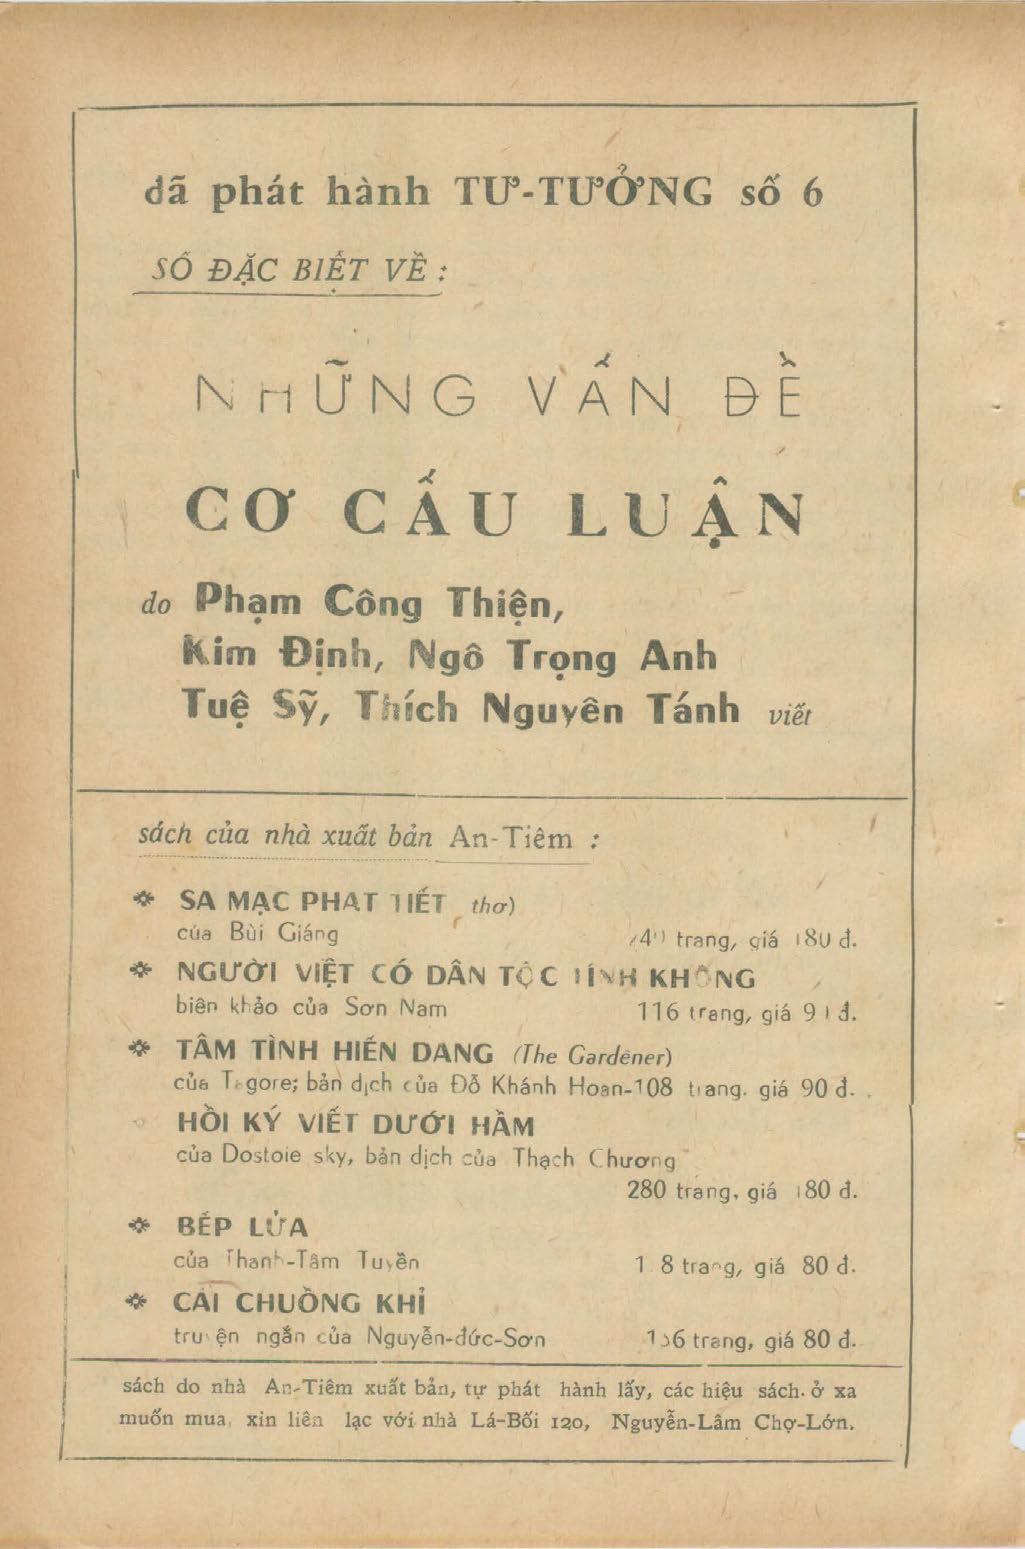 đã phát hành TƯ-TƯỞNG số 6
SỐ ĐẶC BIỆT VỀ :
NHỮNG VẤN ĐỀ
CƠ CẤU LUẬN
do Phạm Công Thiện,
Kim Định, Ngô Trọng Anh
Tuệ Sỹ, Thích Nguyên Tánh viết
sách của nhà xuất bản An-Tiêm :
SA MẠC PHÁT TIẾT thơ)
của Bùi Giáng trang, giá đ.
NGƯỜI VIỆT CÓ DÂN TỘC TÍNH KHÔNG
biên khảo của Sơn Nam 116 trang, giá đ.
TÂM TÌNH HIẾN DANG (The Gardener)
của Tagore; bản dịch của Đỗ Khánh Hoan-108 trang. giá 90 đ.
HỒI KÝ VIẾT DƯỚI HẦM
của bản dịch của Thạch Chương
280 trang, giá 180 đ.
BẾP LỬA
của Thanh-Tâm Tuyền trang, giá 80 đ.
CÁI CHUỒNG KHỈ
truyện ngắn của Nguyễn-đức-Sơn trang, giá 80 đ.
sách do nhà An-Tiêm xuất bản, tự phát hành lấy, các hiệu sách ở xa
muốn mua, xin liên lạc với nhà Lá-Bối 120, Nguyễn-Lâm Chợ-Lớn.